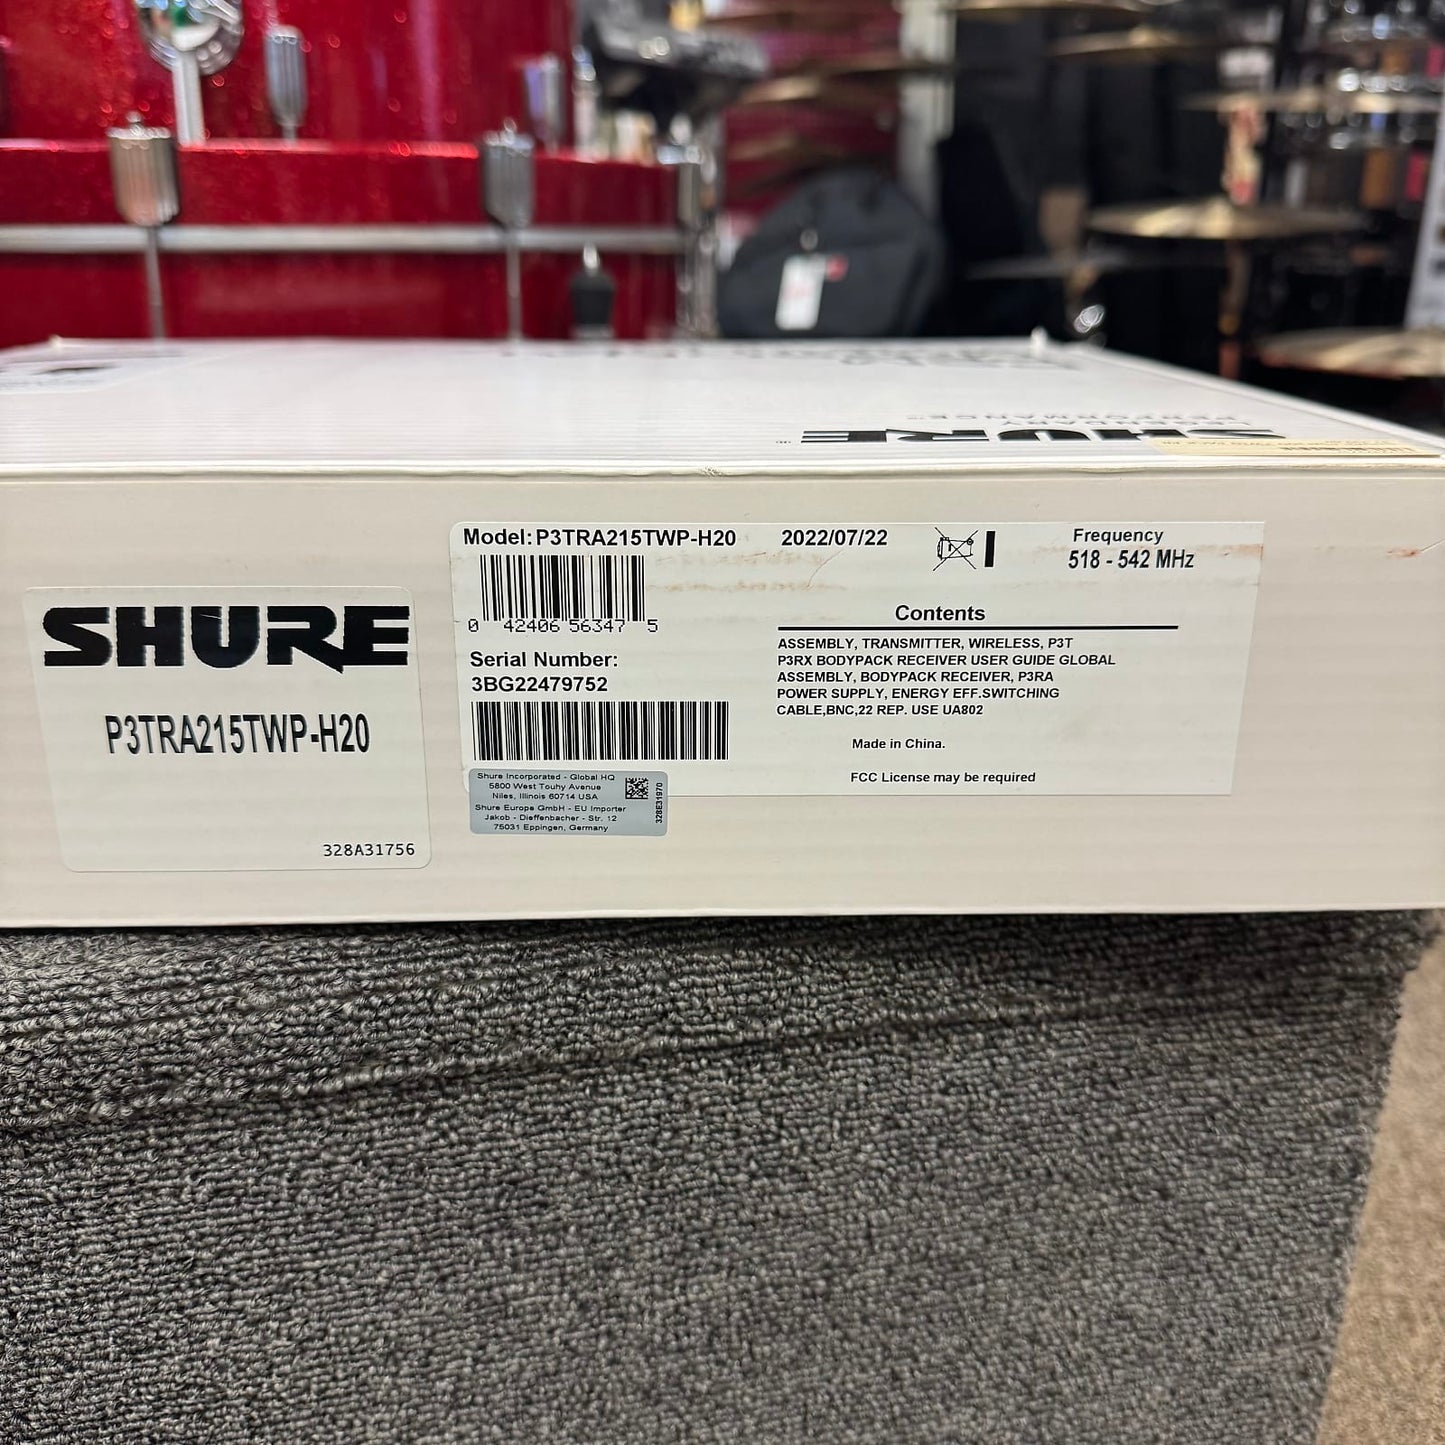 SHURE
LEGENDARY
PERFORMANCE™
SHURE
P3TRA215TWP-H20
328A31756
Model: P3TRA215TWP-H20
2022/07/22
0 42406 56347 5
Serial Number:
3BG22479752
Shure Incorporated - Global HQ
5800 West Touhy Avenue
Niles, Illinois 60714 USA
Shure Europe GmbH - EU Importer
Jakob - Dieffenbacher - Str. 12
75031 Eppingen, Germany
328E31970
Frequency
518 - 542 MHz
Contents
ASSEMBLY, TRANSMITTER, WIRELESS, P3T
P3RX BODYPACK RECEIVER USER GUIDE GLOBAL
ASSEMBLY, BODYPACK RECEIVER, P3RA
POWER SUPPLY, ENERGY EFF.SWITCHING
CABLE,BNC,22 REP. USE UA802
Made in China.
FCC License may be required